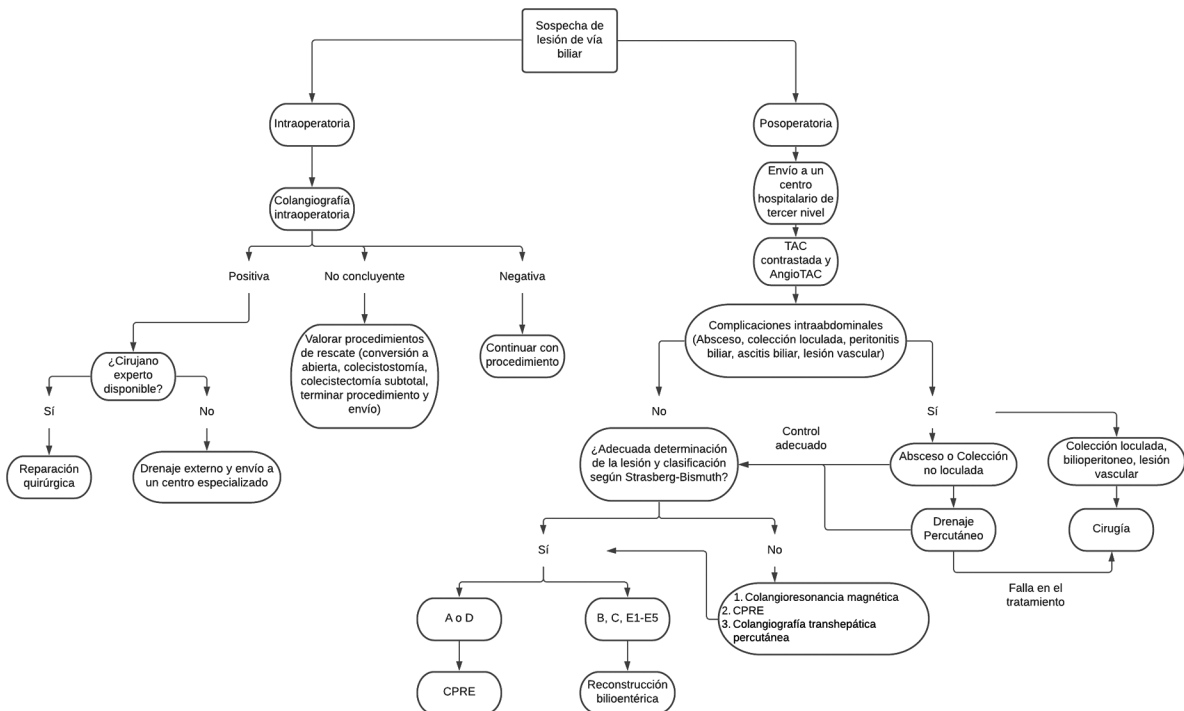 Sospecha de
lesión de vía
biliar
Intraoperatoria
Colangiografía
intraoperatoria
Positiva
No concluyente
Negativa
¿Cirujano
experto
disponible?
Sí
No
Reparación
quirúrgica
Drenaje externo y envío a
un centro especializado
Valorar procedimientos
de rescate (conversión a
abierta, colecistostomía,
colecistectomía subtotal,
terminar procedimiento y
envío)
Continuar con
procedimiento
Posoperatoria
Envío a un
centro
hospitalario de
tercer nivel
TAC
contrastada y
AngioTAC
Complicaciones intraabdominales
(Absceso, colección loculada, peritonitis
biliar, ascitis biliar, lesión vascular)
No
Sí
¿Adecuada determinación
de la lesión y clasificación
según Strasberg-Bismuth?
Control
adecuado
Absceso o Colección
no loculada
Colección loculada,
bilioperitoneo, lesión
vascular
Drenaje
Percutáneo
Cirugía
Falla en el
tratamiento
Sí
No
A o D
B, C, E1-E5
1. Colangioresonancia magnética
2. CPRE
3. Colangiografía transhepática
percutánea
CPRE
Reconstrucción
bilioentérica